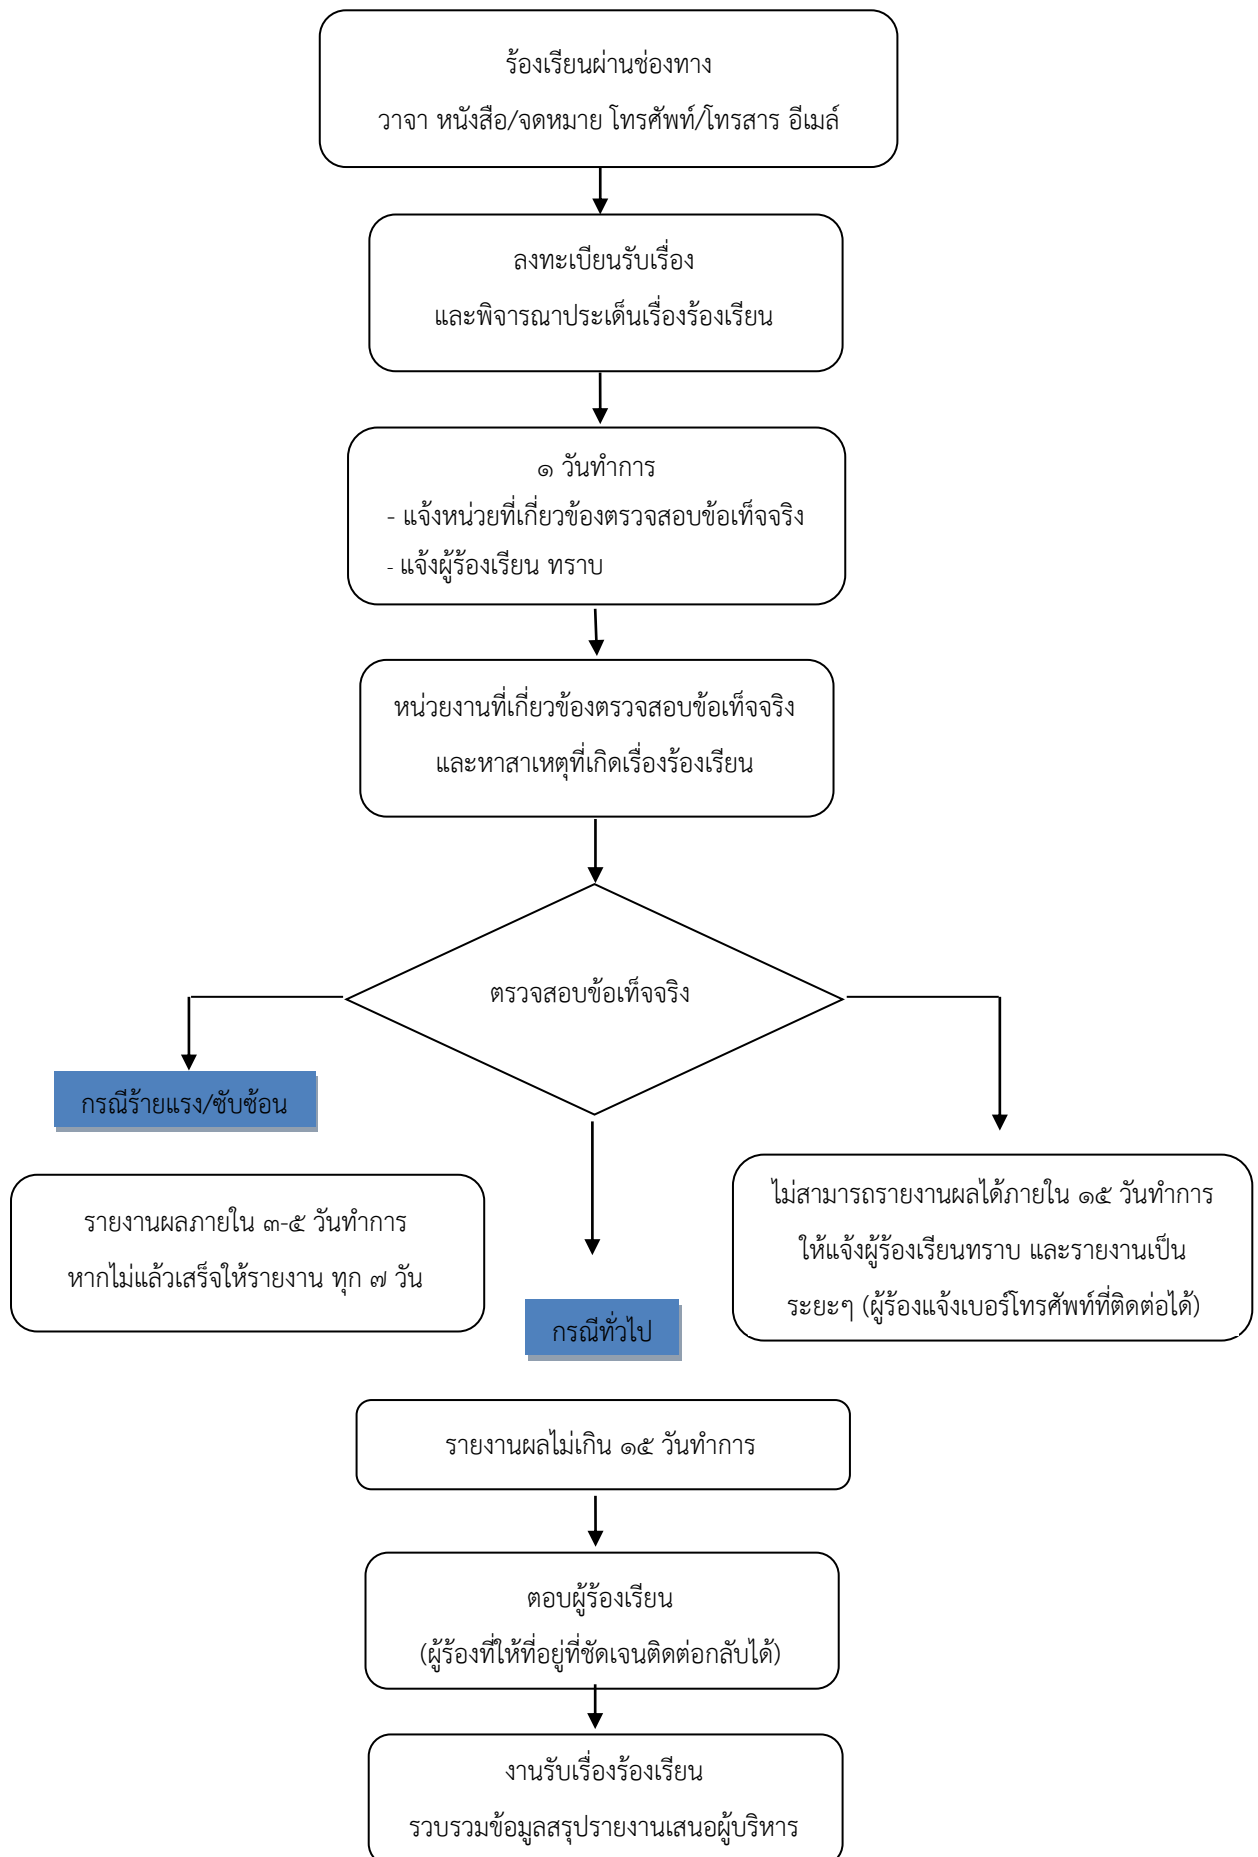 ร้องเรียนผ่านช่องทาง
วาจา หนังสือ/จดหมาย โทรศัพท์/โทรสาร อีเมล์
ลงทะเบียนรับเรื่อง
และพิจารณาประเด็นเรื่องร้องเรียน
๑ วันทำการ
- แจ้งหน่วยที่เกี่ยวข้องตรวจสอบข้อเท็จจริง
- แจ้งผู้ร้องเรียน ทราบ
หน่วยงานที่เกี่ยวข้องตรวจสอบข้อเท็จจริง
และหาสาเหตุที่เกิดเรื่องร้องเรียน
ตรวจสอบข้อเท็จจริง
กรณีร้ายแรง/ซับซ้อน
รายงานผลภายใน ๓-๕ วันทำการ
หากไม่แล้วเสร็จให้รายงาน ทุก ๗ วัน
ไม่สามารถรายงานผลได้ภายใน ๑๕ วันทำการ
ให้แจ้งผู้ร้องเรียนทราบ และรายงานเป็น
ระยะๆ (ผู้ร้องแจ้งเบอร์โทรศัพท์ที่ติดต่อได้)
กรณีทั่วไป
รายงานผลไม่เกิน ๑๕ วันทำการ
ตอบผู้ร้องเรียน
(ผู้ร้องที่ให้ที่อยู่ที่ชัดเจนติดต่อกลับได้)
งานรับเรื่องร้องเรียน
รวบรวมข้อมูลสรุปรายงานเสนอผู้บริหาร